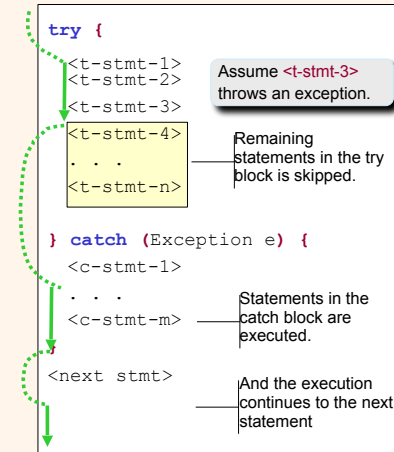 try {
<t-stmt-1>
<t-stmt-2>
<t-stmt-3>
Assume <t-stmt-3>
throws an exception.
<t-stmt-4>
. . .
<t-stmt-n>
Remaining
statements in the try
block is skipped.
} catch (Exception e) {
<c-stmt-1>
. . .
<c-stmt-m>
Statements in the
catch block are
executed.
}
<next stmt>
And the execution
continues to the next
statement